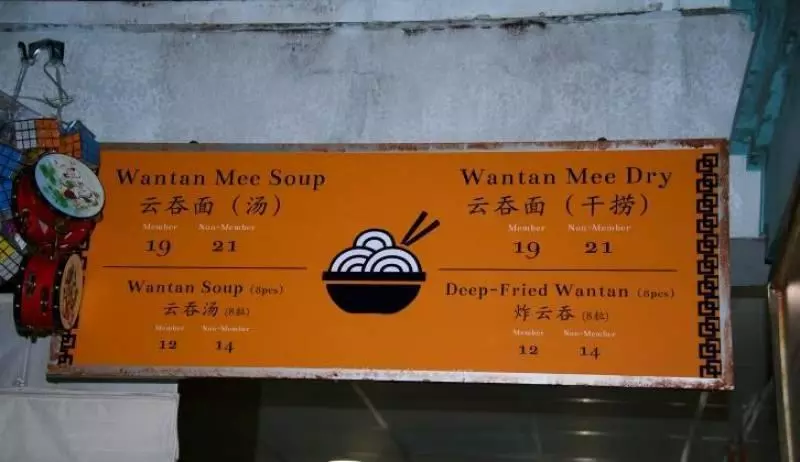 Wantan Mee Soup
云吞面（汤）
Member Non-Member
19 21
Wantan Soup (8pcs)
云吞汤 (8粒)
Member Non-Member
12 14
Wantan Mee Dry
云吞面（干捞）
Member Non-Member
19 21
Deep-Fried Wantan (8pcs)
炸云吞 (8粒)
Member Non-Member
12 14